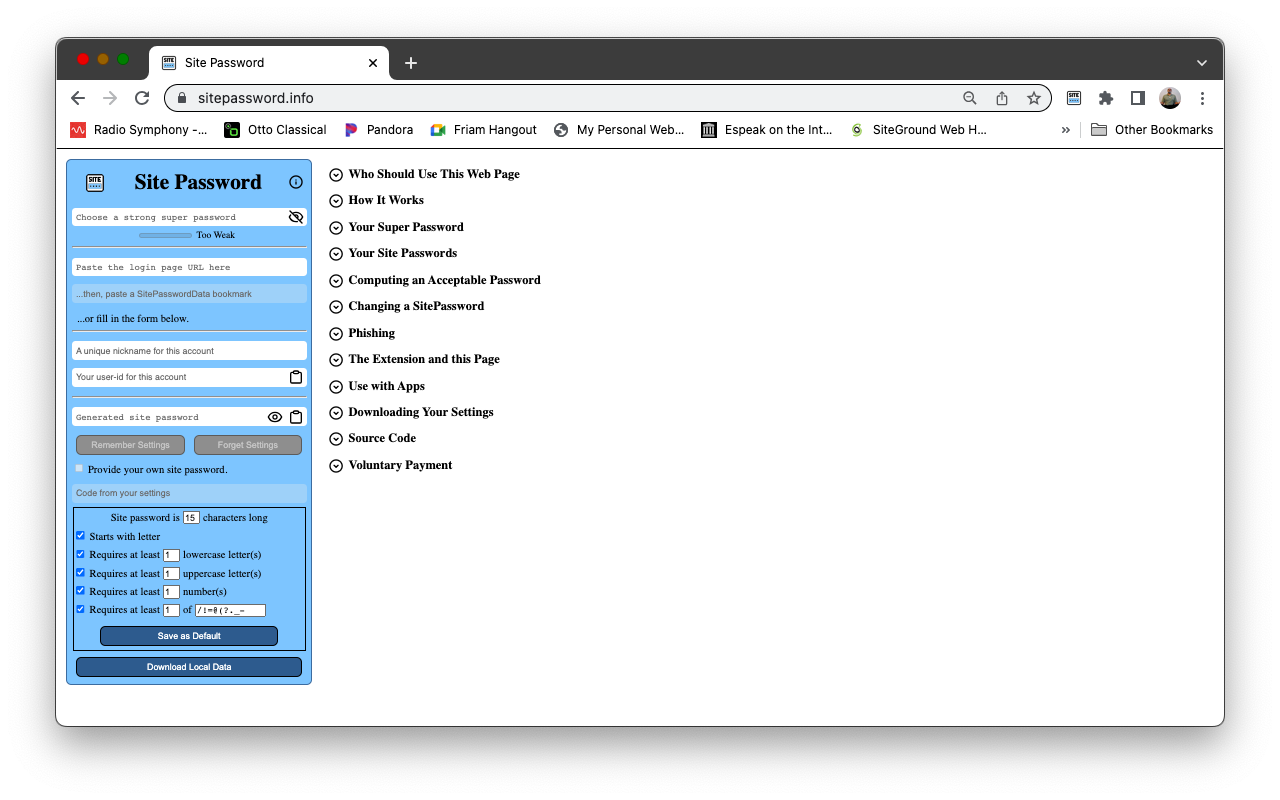 Site Password
sitepassword.info
Radio Symphony -...
Otto Classical
Pandora
Friam Hangout
My Personal Web...
Espeak on the Int...
SiteGround Web H...
»
Other Bookmarks
SITE
Site Password
Choose a strong super password
Too Weak
Paste the login page URL here
...then, paste a SitePasswordData bookmark
...or fill in the form below.
A unique nickname for this account
Your user-id for this account
Generated site password
Remember Settings
Forget Settings
Provide your own site password.
Code from your settings
Site password is 15 characters long
Starts with letter
Requires at least 1 lowercase letter(s)
Requires at least 1 uppercase letter(s)
Requires at least 1 number(s)
Requires at least 1 of /!=@(?._-
Save as Default
Download Local Data
Who Should Use This Web Page
How It Works
Your Super Password
Your Site Passwords
Computing an Acceptable Password
Changing a SitePassword
Phishing
The Extension and this Page
Use with Apps
Downloading Your Settings
Source Code
Voluntary Payment